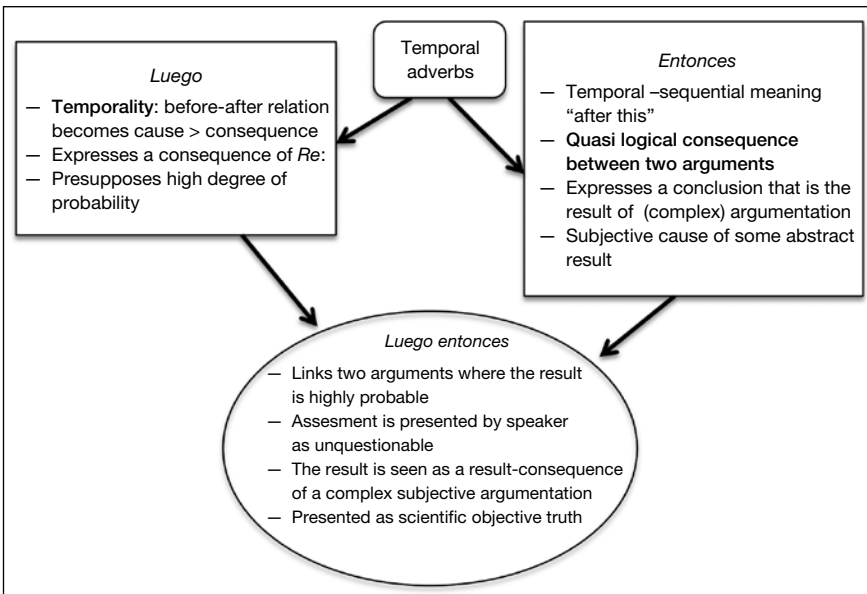 Temporal
adverbs
Luego
— Temporality: before-after relation
becomes cause > consequence
— Expresses a consequence of Re:
— Presupposes high degree of
probability
Entonces
— Temporal –sequential meaning
“after this”
— Quasi logical consequence
between two arguments
— Expresses a conclusion that is the
result of (complex) argumentation
— Subjective cause of some abstract
result
Luego entonces
— Links two arguments where the result
is highly probable
— Assesment is presented by speaker
as unquestionable
— The result is seen as a result-consequence
of a complex subjective argumentation
— Presented as scientific objective truth